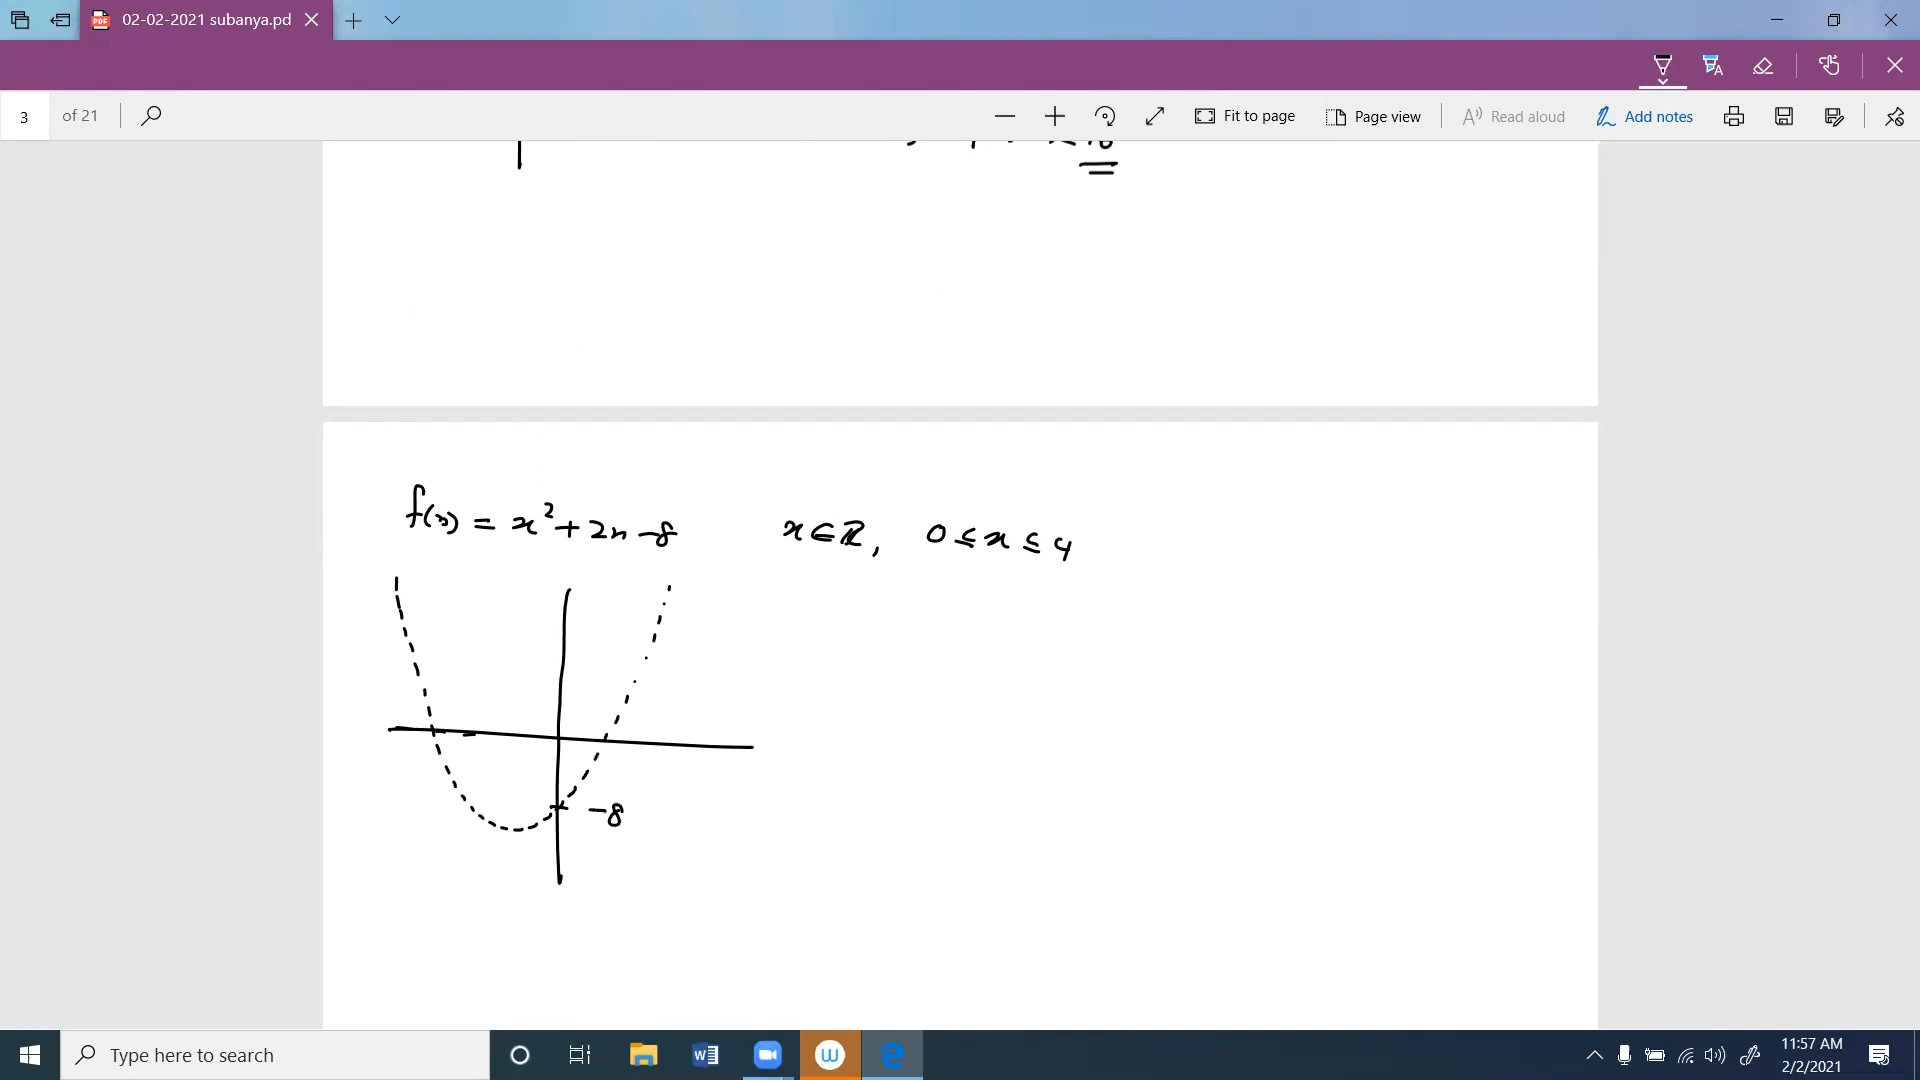 02-02-2021 subanya.pd
3 of 21
Fit to page
Page view
Read aloud
Add notes
f(x) = x² + 2x - 8 x ∈ ℝ, 0 ≤ x ≤ 4
-8
Type here to search
11:57 AM
2/2/2021